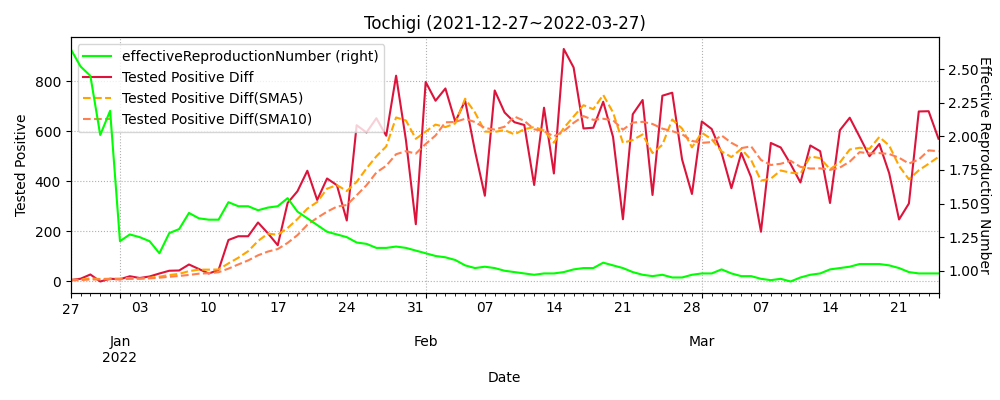 Tochigi (2021-12-27~2022-03-27)
effectiveReproductionNumber (right)
Tested Positive Diff
Tested Positive Diff(SMA5)
Tested Positive Diff(SMA10)
Tested Positive
800
600
400
200
0
2.50
2.25
2.00
1.75
1.50
1.25
1.00
Effective Reproduction Number
27 03 10 17 24 07 14 21 28 07 14 21
Jan Feb Mar
2022
Date